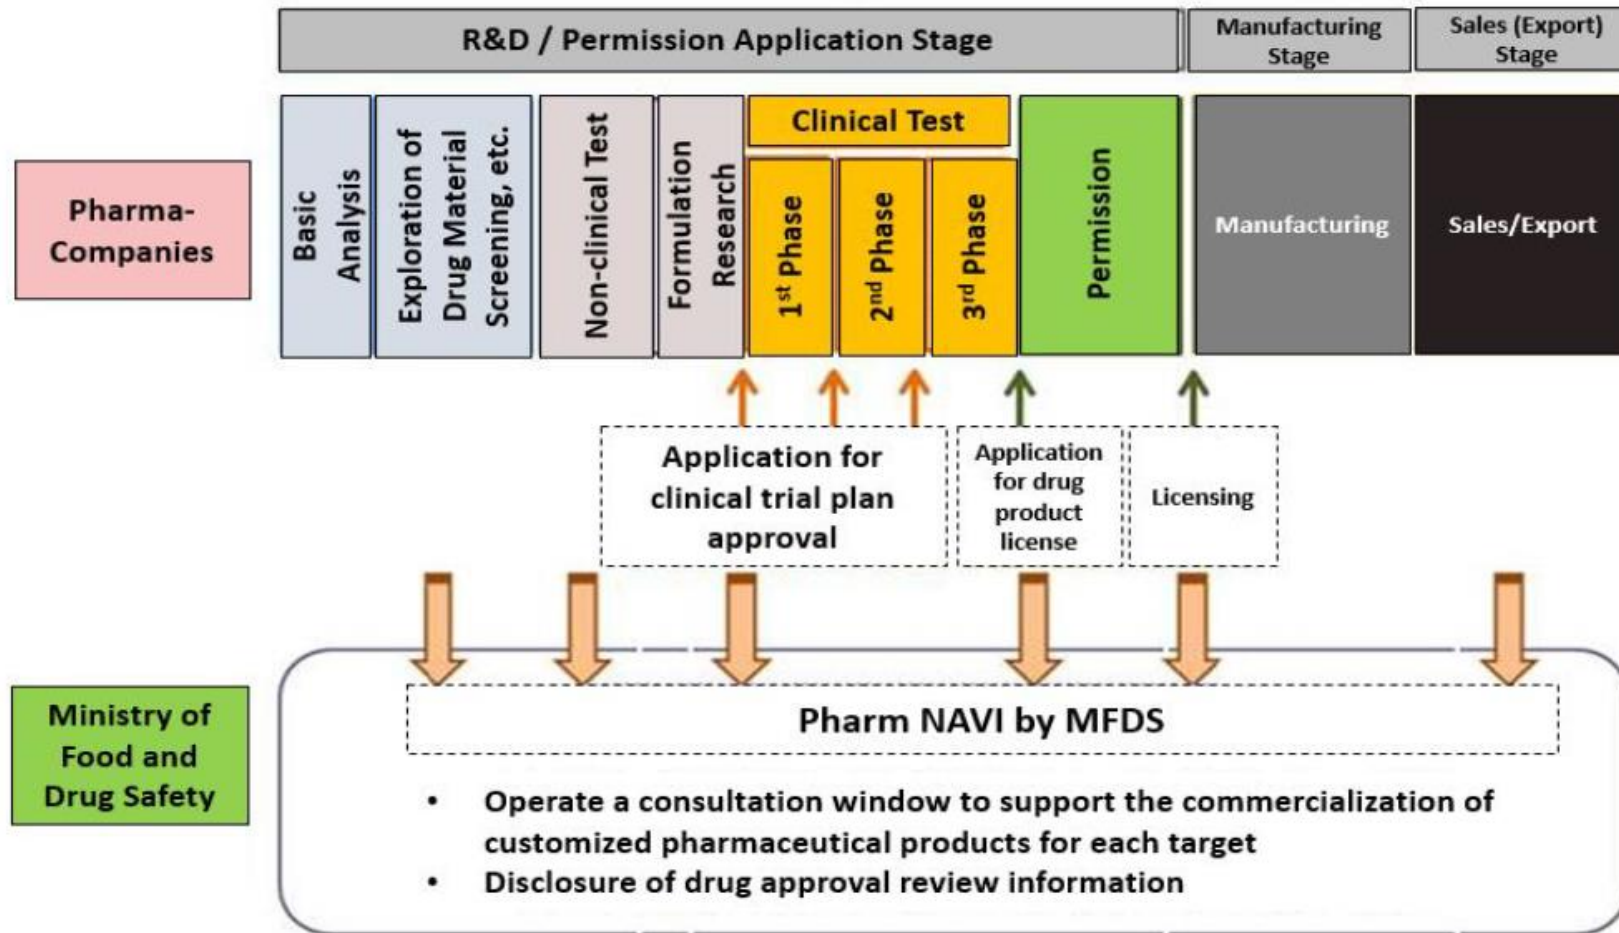 R&D / Permission Application Stage
Manufacturing
Stage
Sales (Export)
Stage
Pharma-
Companies
Basic
Analysis
Exploration of
Drug Material
Screening, etc.
Non-clinical Test
Formulation
Research
Clinical Test
1st Phase
2nd Phase
3rd Phase
Permission
Manufacturing
Sales/Export
Application for
clinical trial plan
approval
Application
for drug
product
license
Licensing
Ministry of
Food and
Drug Safety
Pharm NAVI by MFDS
• Operate a consultation window to support the commercialization of
customized pharmaceutical products for each target
• Disclosure of drug approval review information